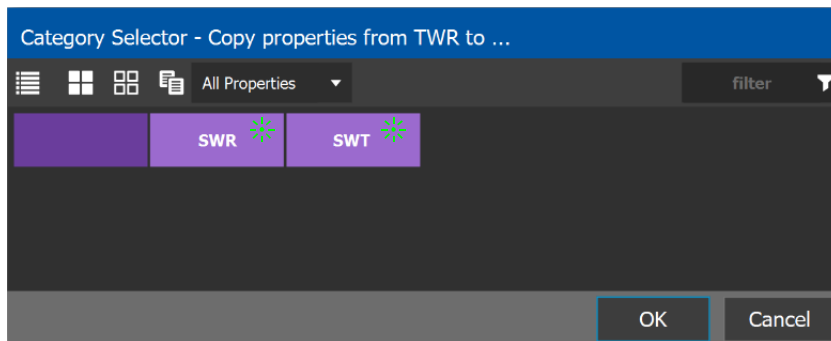 Category Selector - Copy properties from TWR to ...
All Properties filter
SWR SWT
OK Cancel